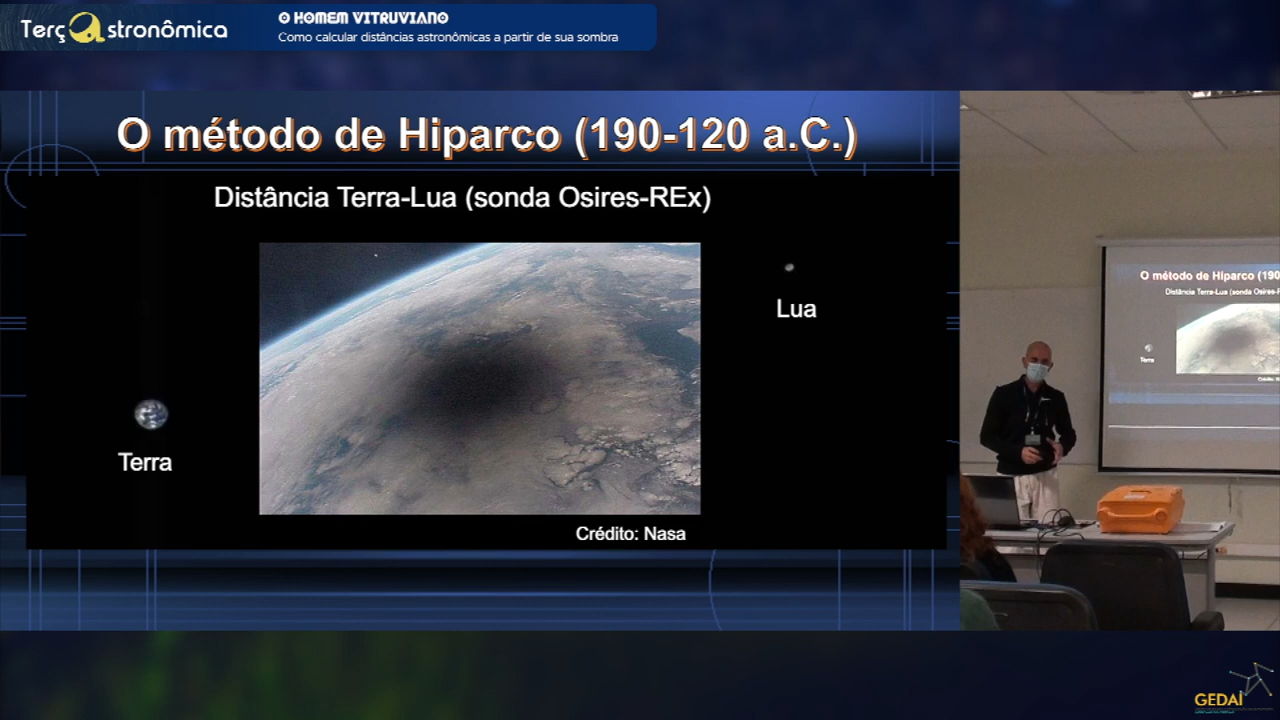 Terç stronômica
O HOMEM VITRUVIANO
Como calcular distâncias astronômicas a partir de sua sombra
O método de Hiparco (190-120 a.C.)
Distância Terra-Lua (sonda Osires-REx)
Lua
Terra
Crédito: Nasa
O método de Hiparco (190
Distância Terra-Lua (sonda Osires-R
Terra
GEDAI